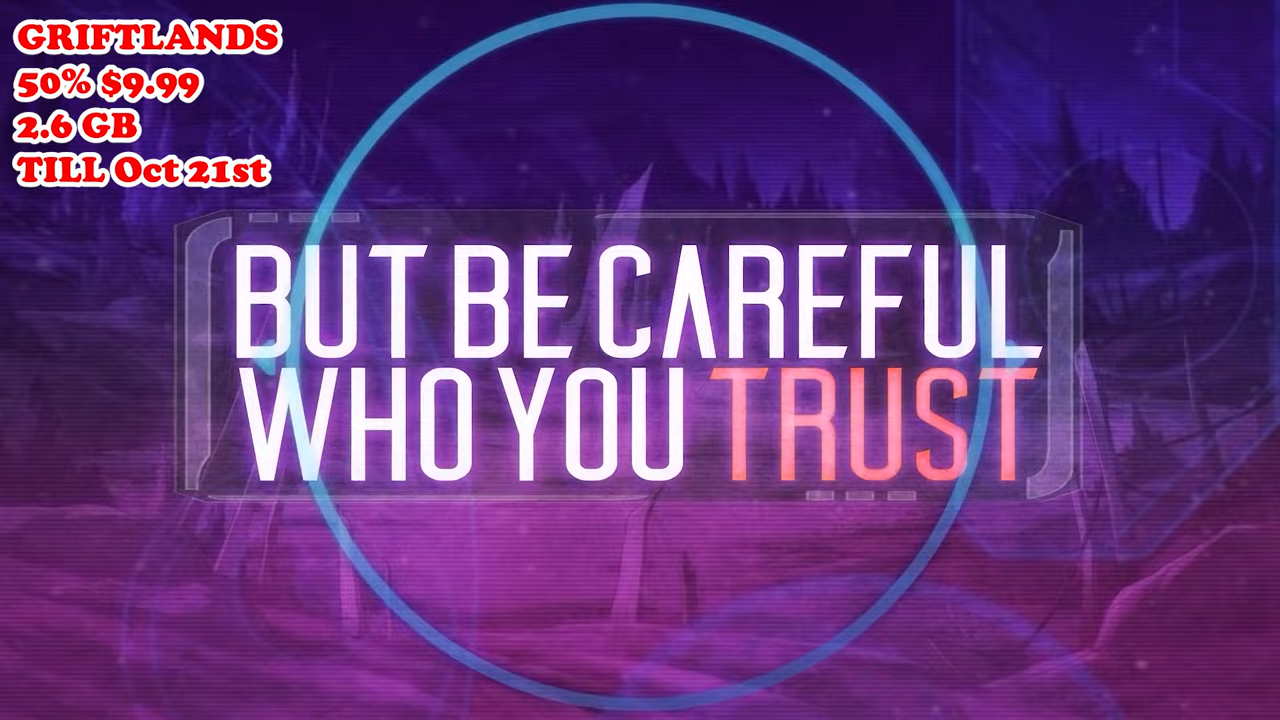 GRIFTLANDS
50% $9.99
2.6 GB
TILL Oct 21st
BUT BE CAREFUL
WHO YOU TRUST